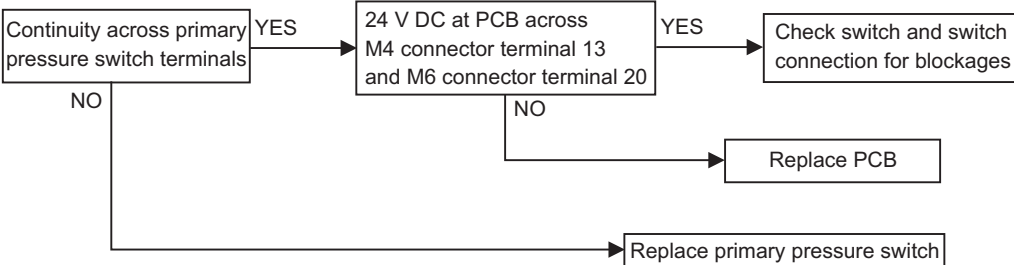 Continuity across primary
pressure switch terminals
YES
24 V DC at PCB across
M4 connector terminal 13
and M6 connector terminal 20
YES
Check switch and switch
connection for blockages
NO
NO
Replace PCB
Replace primary pressure switch